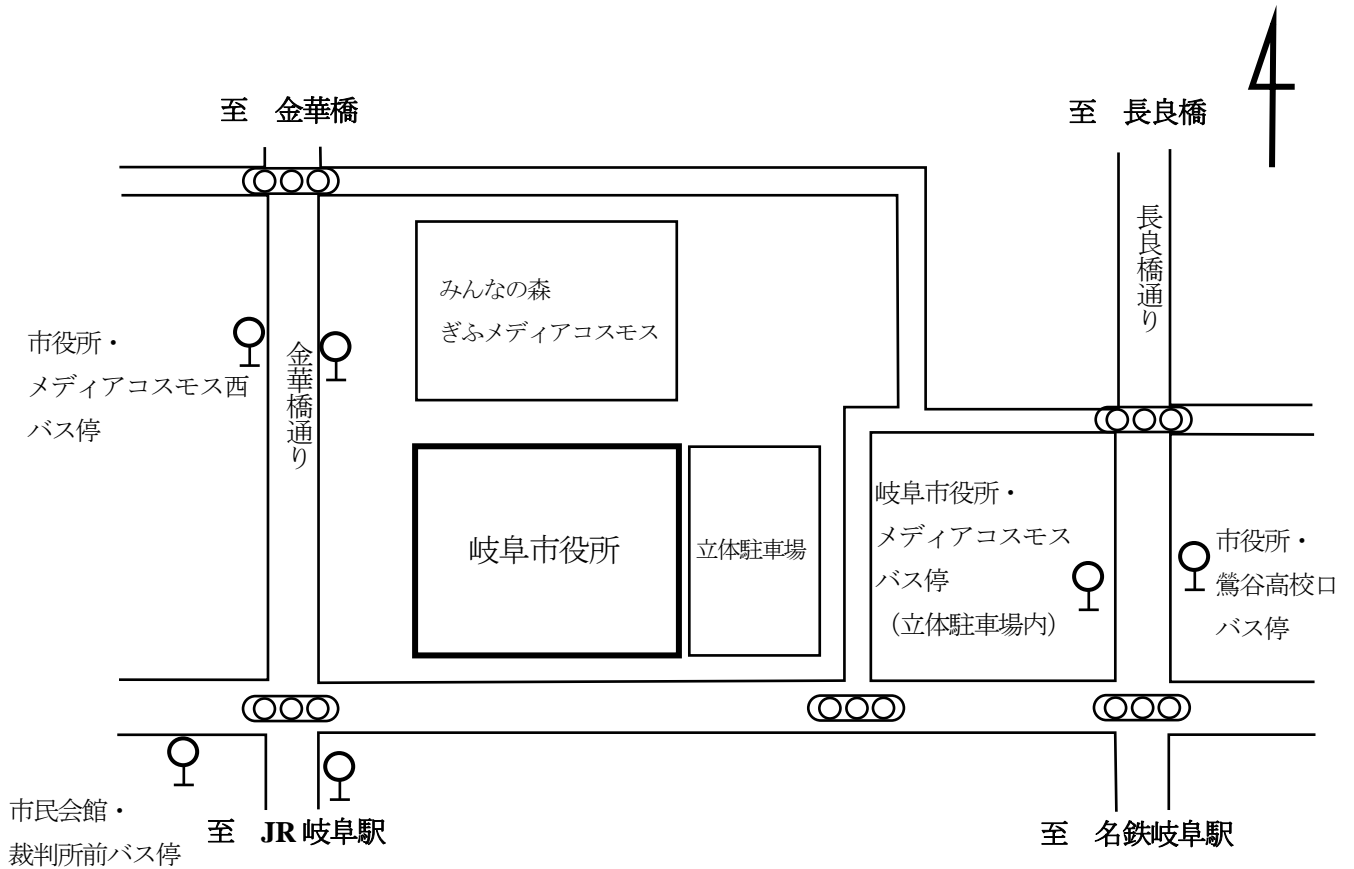 至　金華橋
至　長良橋
長良橋通り
みんなの森
ぎふメディアコスモス
市役所・
メディアコスモス西
バス停
金華橋通り
岐阜市役所
立体駐車場
岐阜市役所・
メディアコスモス
バス停
（立体駐車場内）
市役所・
鶯谷高校口
バス停
市民会館・
裁判所前バス停
至　JR 岐阜駅
至　名鉄岐阜駅